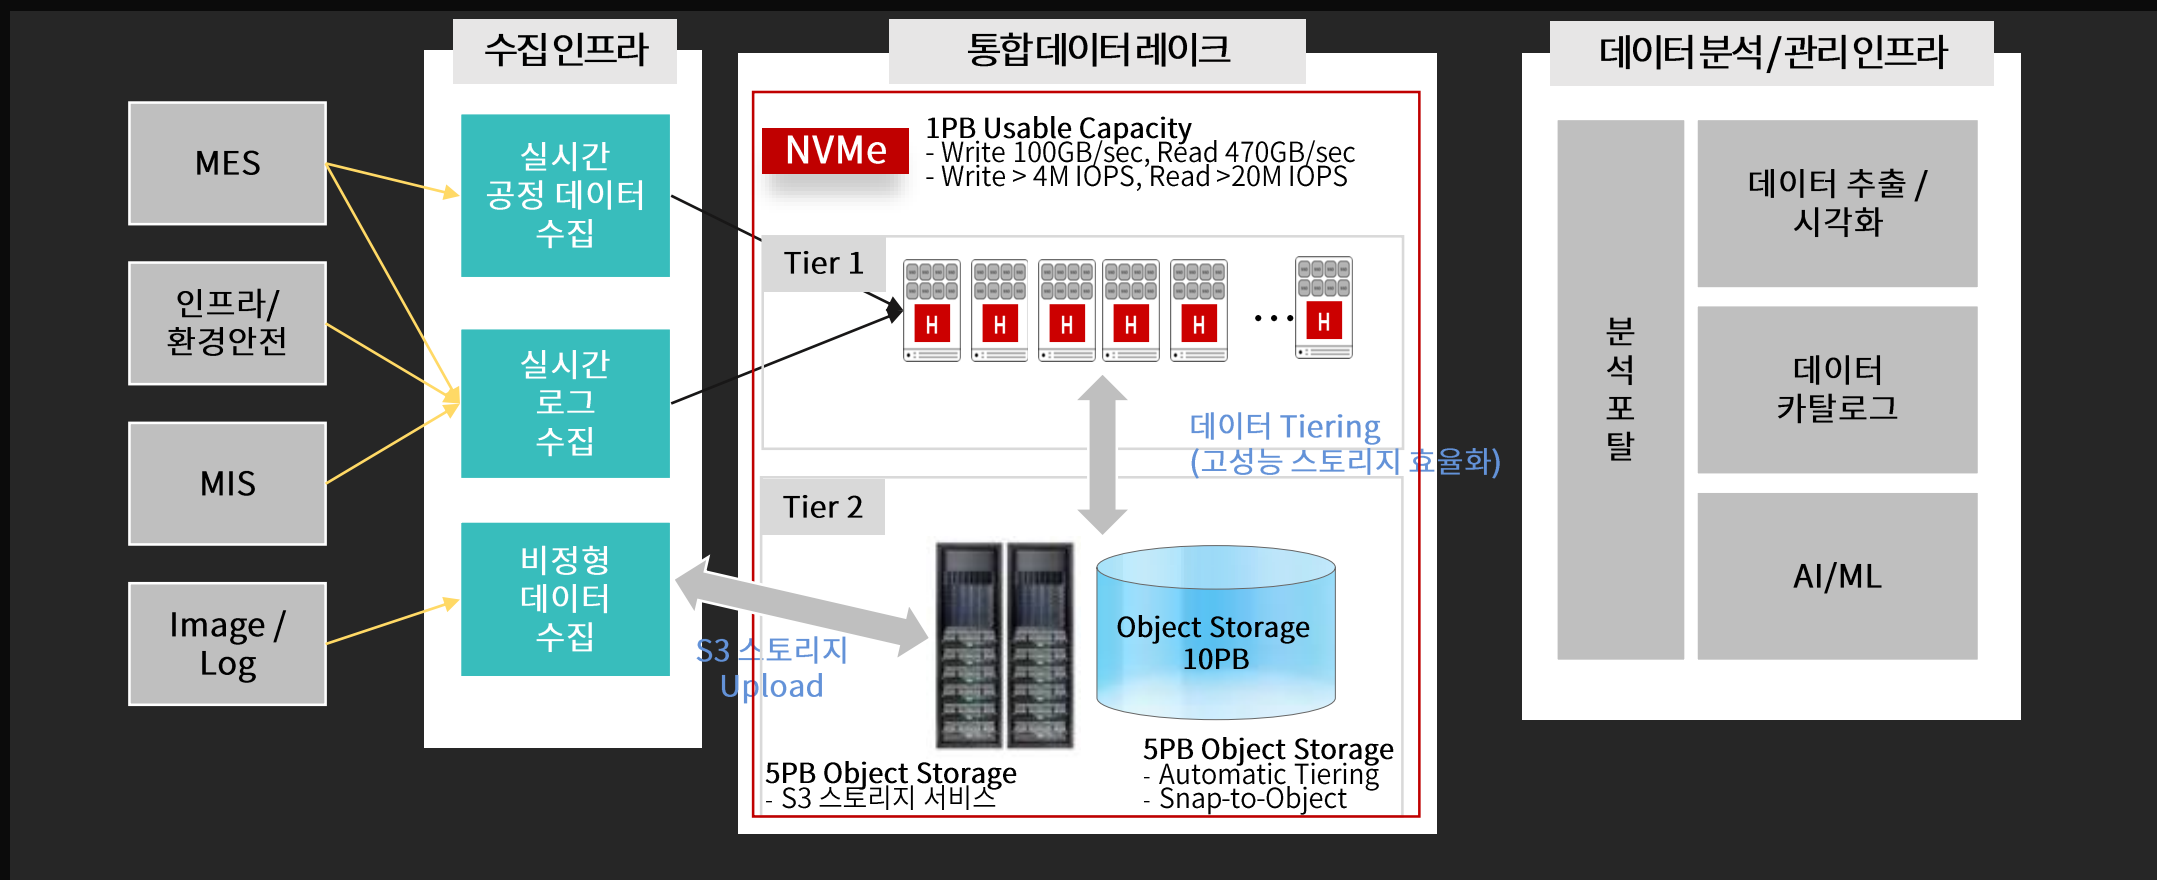 수집 인프라
통합 데이터 레이크
데이터 분석 / 관리 인프라
MES
인프라/
환경안전
MIS
Image /
Log
실시간
공정 데이터
수집
실시간
로그
수집
비정형
데이터
수집
NVMe
1PB Usable Capacity
- Write 100GB/sec, Read 470GB/sec
- Write > 4M IOPS, Read >20M IOPS
Tier 1
H
H
H
H
H
...
H
데이터 Tiering
(고성능 스토리지 효율화)
Tier 2
S3 스토리지
Upload
Object Storage
10PB
5PB Object Storage
- S3 스토리지 서비스
5PB Object Storage
- Automatic Tiering
- Snap-to-Object
분
석
포
탈
데이터 추출 /
시각화
데이터
카탈로그
AI/ML